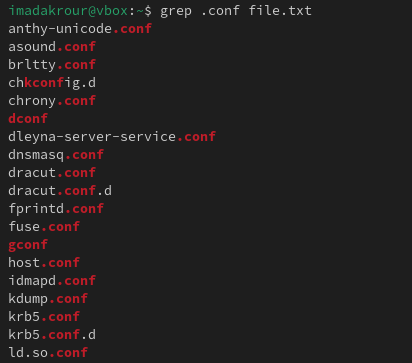 imadakrour@vbox:~$ grep .conf file.txt
anthy-unicode.conf
asound.conf
brltty.conf
chkconfig.d
chrony.conf
dconf
dleyna-server-service.conf
dnsmasq.conf
dracut.conf
dracut.conf.d
fprintd.conf
fuse.conf
gconf
host.conf
idmapd.conf
kdump.conf
krb5.conf
krb5.conf.d
ld.so.conf